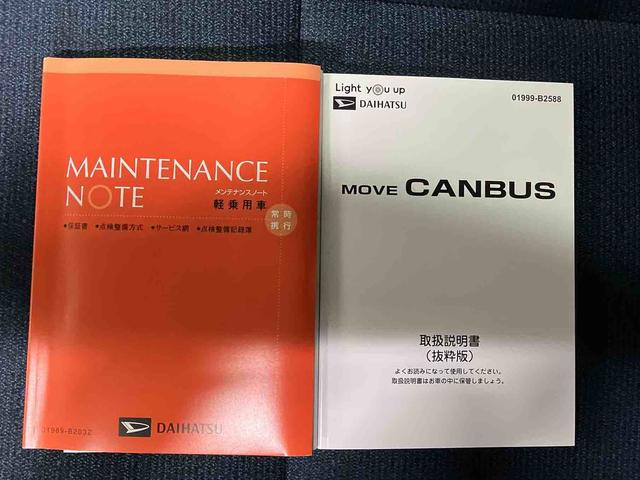 MAINTENANCE
NOTE
メンテナンスノート
軽乗用車
常時
携行
●保証書 ●点検整備方式 ●サービス網 ●点検整備記録簿
DAIHATSU
Light you up
DAIHATSU
01999-B2588
MOVE CANBUS
取扱説明書
(抜粋版)
よくお読みになって使用してください。
取扱説明書はお車の中に保管しましょう。